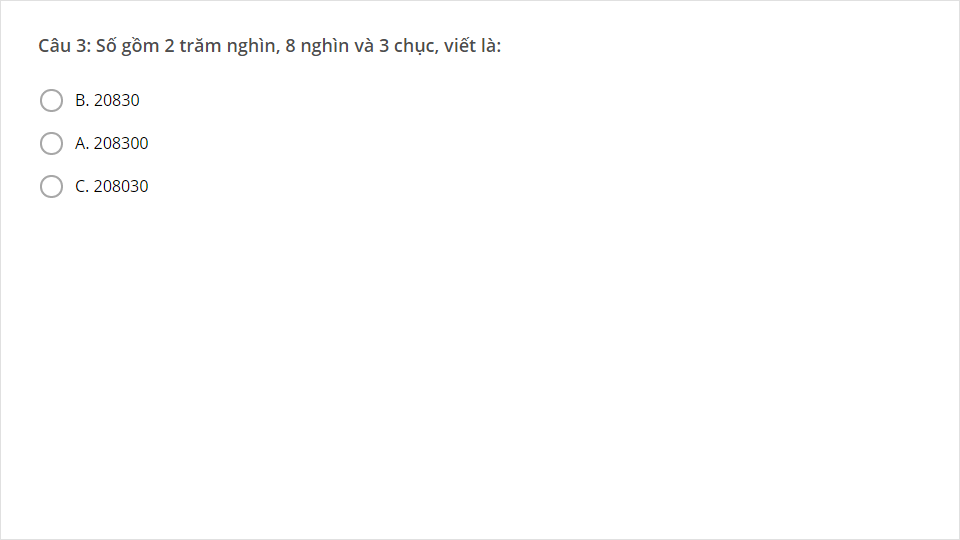 Câu 3: Số gồm 2 trăm nghìn, 8 nghìn và 3 chục, viết là:
B. 20830
A. 208300
C. 208030